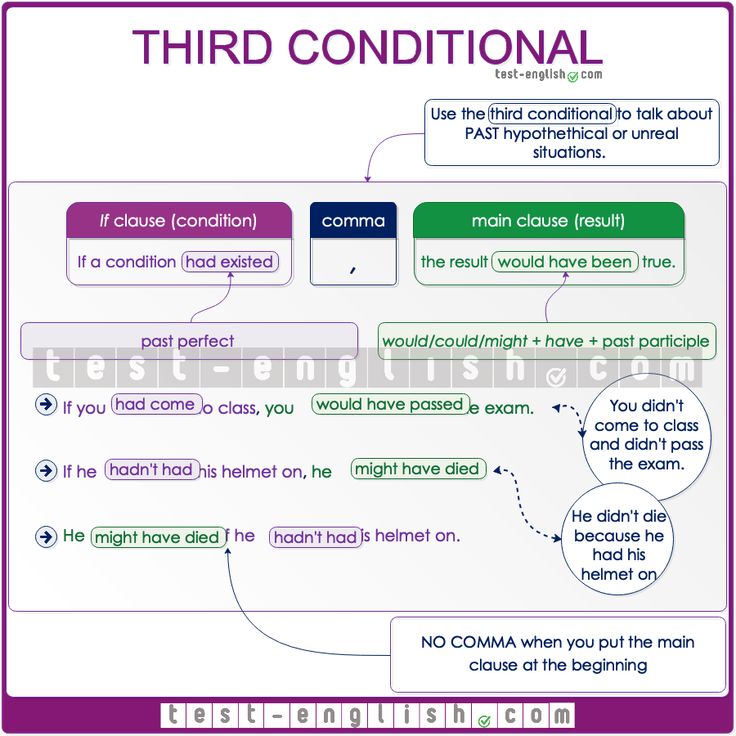 THIRD CONDITIONAL
test-english com
Use the third conditional to talk about
PAST hypothethical or unreal
situations.
If clause (condition)
comma
main clause (result)
If a condition had existed
,
the result would have been true.
past perfect
would/could/might + have + past participle
test-english com
If you had come o class, you would have passed e exam.
You didn't
come to class
and didn't pass
the exam.
If he hadn't had his helmet on, he might have died
He didn't die
because he
had his
helmet on
He might have died f he hadn't had is helmet on.
NO COMMA when you put the main
clause at the beginning
test-english com